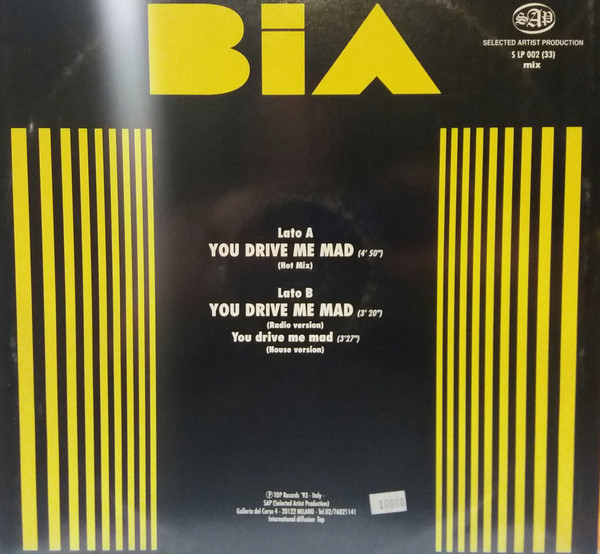 BiA
SAP
SELECTED ARTIST PRODUCTION
S LP 002 (33)
mix
Lato A
YOU DRIVE ME MAD (4' 50")
(Hot Mix)
Lato B
YOU DRIVE ME MAD (3' 20")
(Radio version)
You drive me mad (3'27")
(House version)
℗ TOP Records '93 - Italy -
SAP (Selected Artist Production)
Galleria del Corso 4 - 20122 MILANO - Tel.02/76021141
International diffusion Top
10000